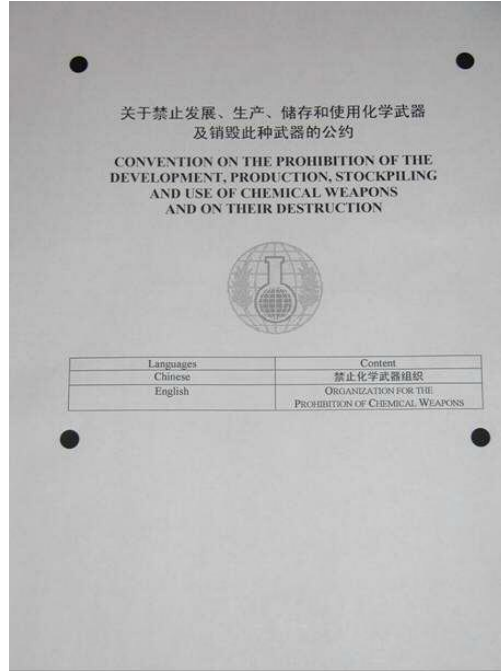 关于禁止发展、生产、储存和使用化学武器
及销毁此种武器的公约
CONVENTION ON THE PROHIBITION OF THE
DEVELOPMENT, PRODUCTION, STOCKPILING
AND USE OF CHEMICAL WEAPONS
AND ON THEIR DESTRUCTION
Languages Content
Chinese 禁止化学武器组织
English ORGANIZATION FOR THE
PROHIBITION OF CHEMICAL WEAPONS